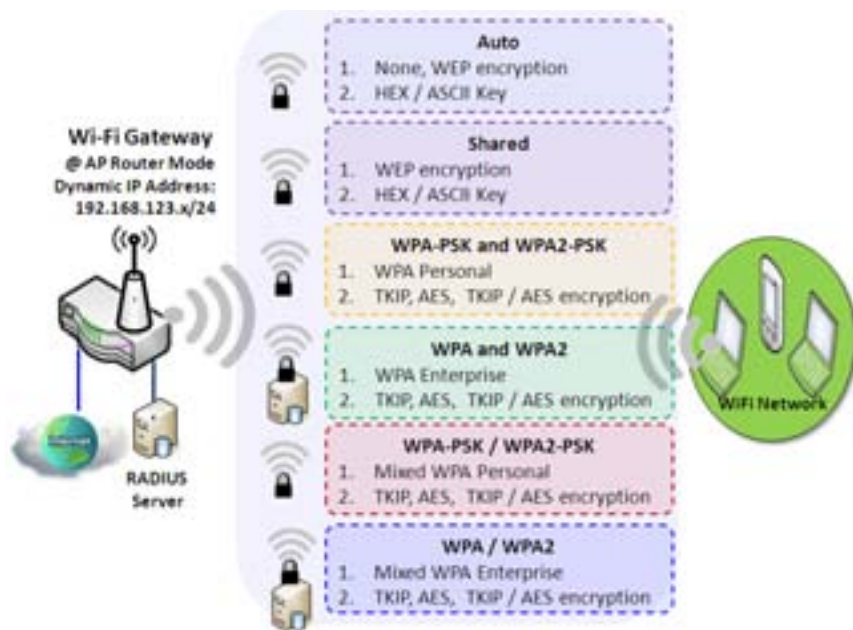 Wi-Fi Gateway
@ AP Router Mode
Dynamic IP Address:
192.168.123.x/24
Internet
RADIUS
Server
Auto
1. None, WEP encryption
2. HEX / ASCII Key
Shared
1. WEP encryption
2. HEX / ASCII Key
WPA-PSK and WPA2-PSK
1. WPA Personal
2. TKIP, AES, TKIP / AES encryption
WPA and WPA2
1. WPA Enterprise
2. TKIP, AES, TKIP / AES encryption
WPA-PSK / WPA2-PSK
1. Mixed WPA Personal
2. TKIP, AES, TKIP / AES encryption
WPA / WPA2
1. Mixed WPA Enterprise
2. TKIP, AES, TKIP / AES encryption
WiFi Network